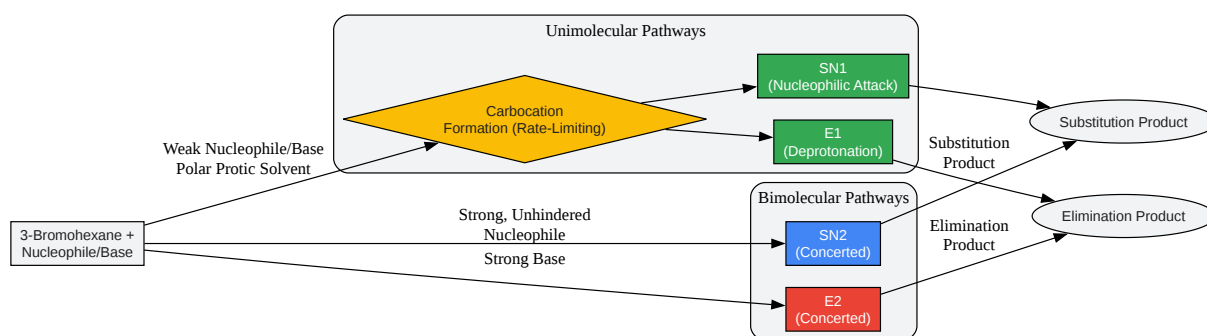 Unimolecular Pathways
SN1
(Nucleophilic Attack)
Carbocation
Formation (Rate-Limiting)
Substitution Product
E1
(Deprotonation)
Weak Nucleophile/Base
Polar Protic Solvent
Substitution
Product
Bimolecular Pathways
Elimination Product
Strong, Unhindered
Nucleophile
SN2
(Concerted)
Elimination
Product
3-Bromohexane +
Nucleophile/Base
Strong Base
E2
(Concerted)